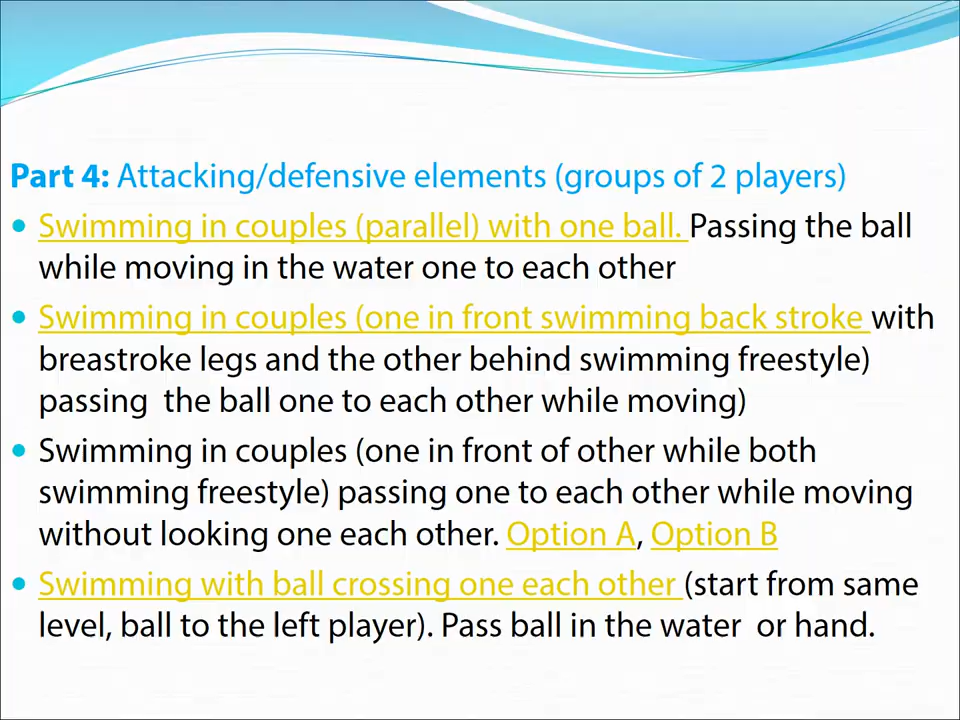 Part 4: Attacking/defensive elements (groups of 2 players)
• Swimming in couples (parallel) with one ball. Passing the ball
while moving in the water one to each other
• Swimming in couples (one in front swimming back stroke with
breastroke legs and the other behind swimming freestyle)
passing  the ball one to each other while moving)
• Swimming in couples (one in front of other while both
swimming freestyle) passing one to each other while moving
without looking one each other. Option A, Option B
• Swimming with ball crossing one each other (start from same
level, ball to the left player). Pass ball in the water  or hand.